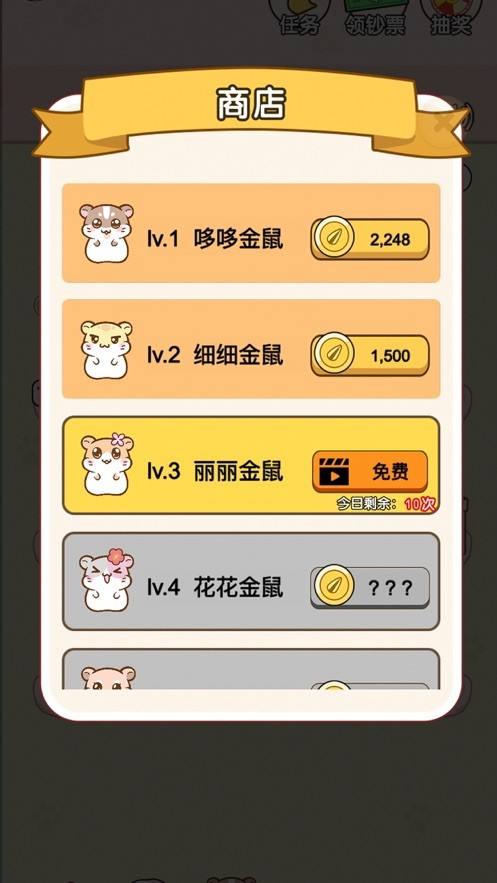 任务 领钞票 抽奖
商店
lv.1 哆哆金鼠 2,248
lv.2 细细金鼠 1,500
lv.3 丽丽金鼠 免费
今日剩余：10次
lv.4 花花金鼠 ???